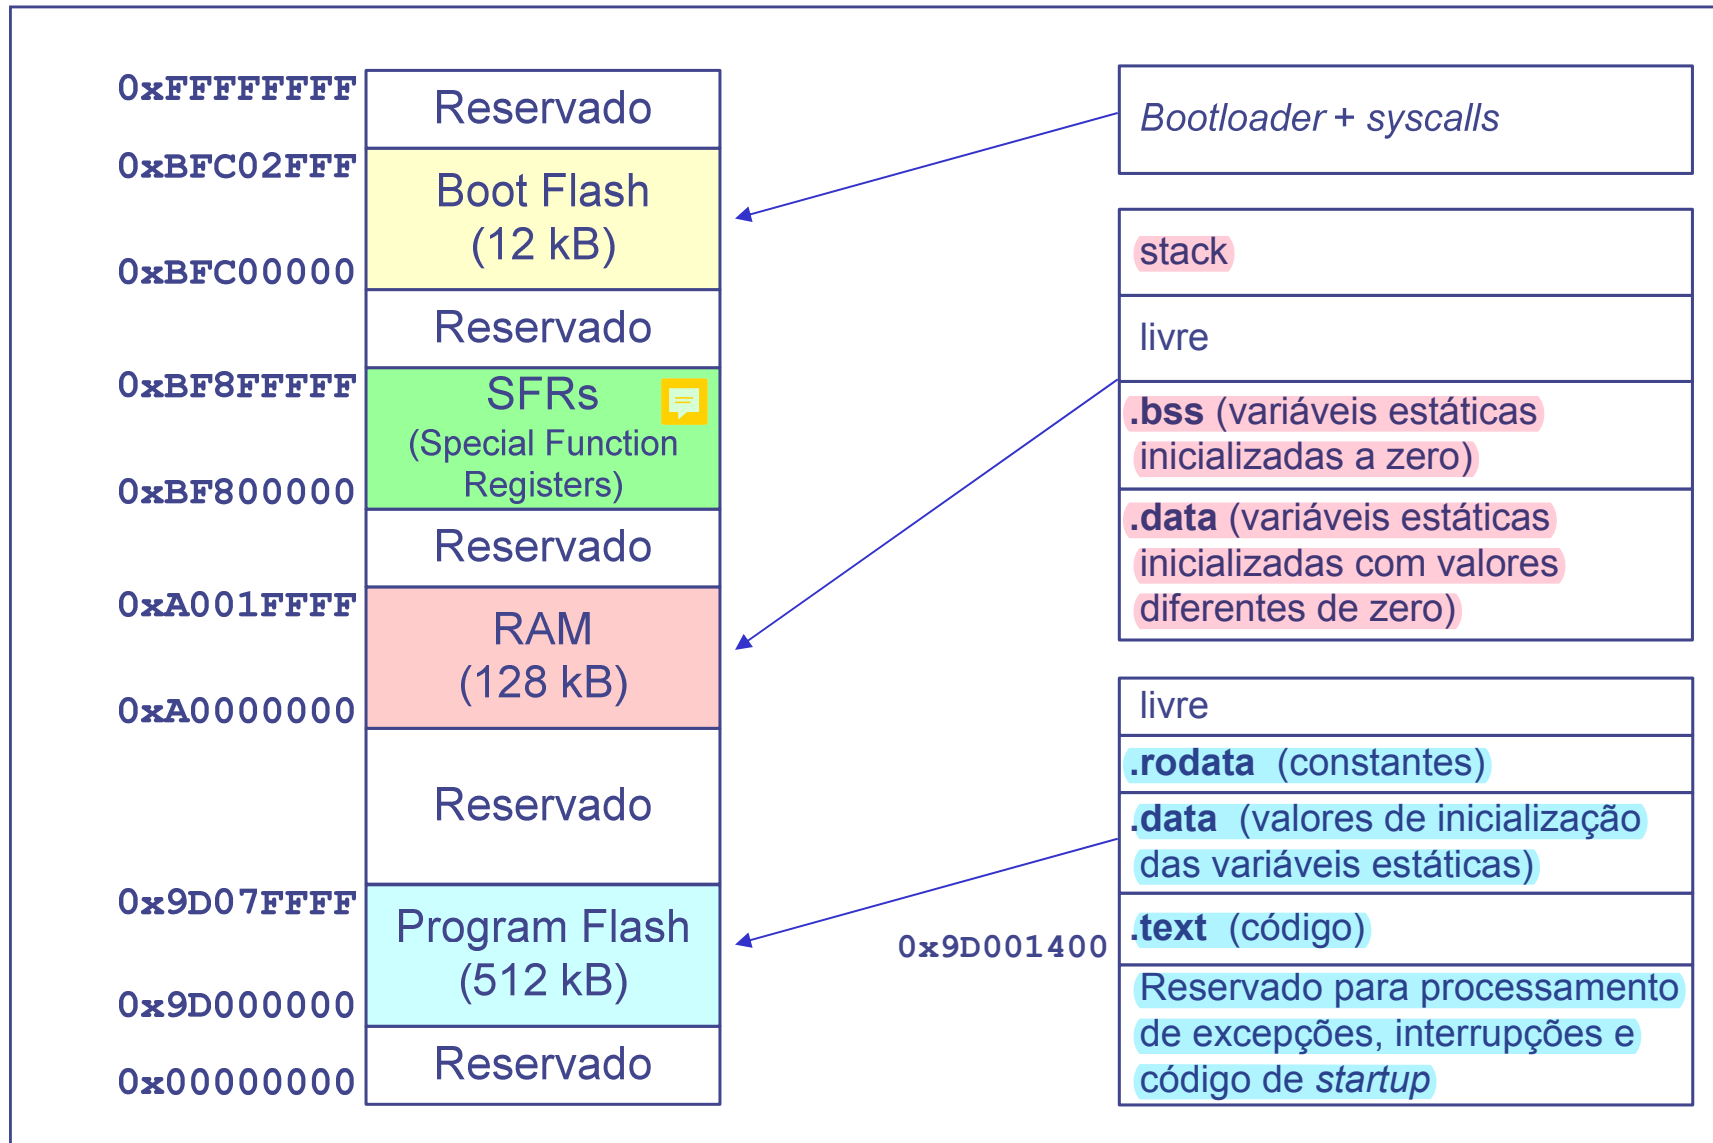 0xFFFFFFFF
Reservado
0xBFC02FFF
Boot Flash
(12 kB)
0xBFC00000
Reservado
0xBF8FFFFF
SFRs
(Special Function
Registers)
0xBF800000
Reservado
0xA001FFFF
RAM
(128 kB)
0xA0000000
Reservado
0x9D07FFFF
Program Flash
(512 kB)
0x9D000000
Reservado
0x00000000
Bootloader + syscalls
stack
livre
.bss (variáveis estáticas
inicializadas a zero)
.data (variáveis estáticas
inicializadas com valores
diferentes de zero)
livre
.rodata (constantes)
.data (valores de inicialização
das variáveis estáticas)
.text (código)
0x9D001400
Reservado para processamento
de excepções, interrupções e
código de startup